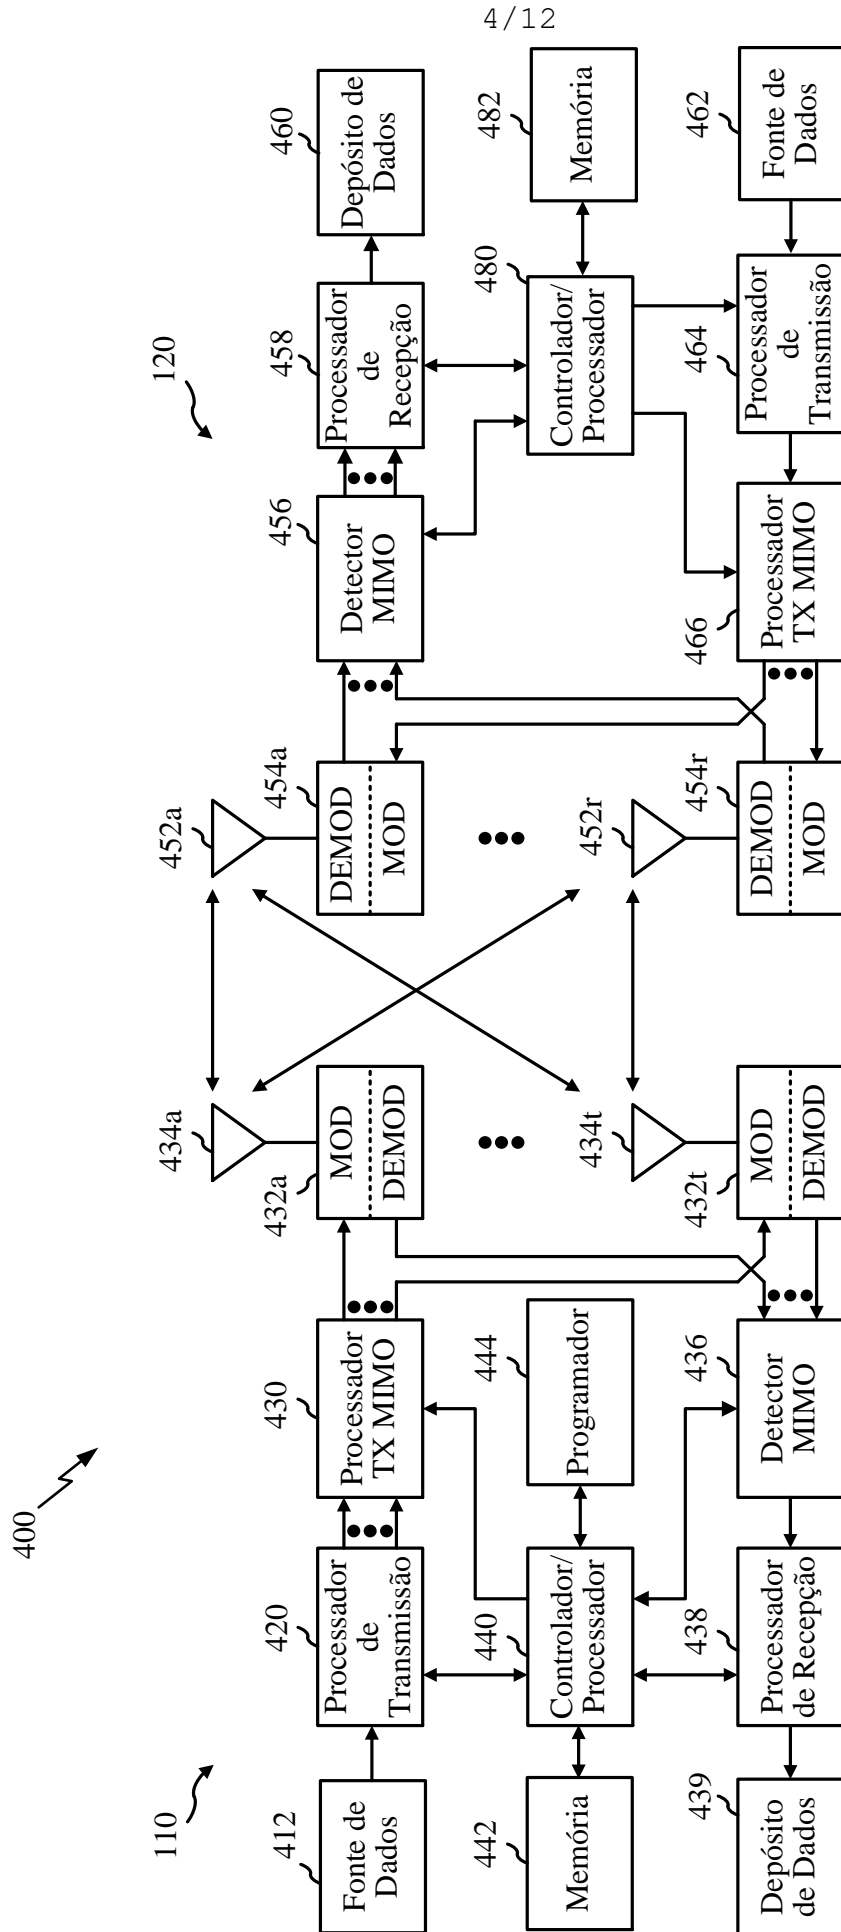 4/12
400
110
120
412
Fonte de
Dados
420
Processador
de
Transmissão
430
Processador
TX MIMO
432a
MOD
DEMOD
434a
452a
454a
DEMOD
MOD
456
Detector
MIMO
458
Processador
de
Recepção
460
Depósito de
Dados
442
Memória
440
Controlador/
Processador
444
Programador
434t
452r
480
Controlador/
Processador
482
Memória
439
Depósito
de Dados
438
Processador
de Recepção
436
Detector
MIMO
432t
MOD
DEMOD
454r
DEMOD
MOD
466
Processador
TX MIMO
464
Processador
de
Transmissão
462
Fonte de
Dados